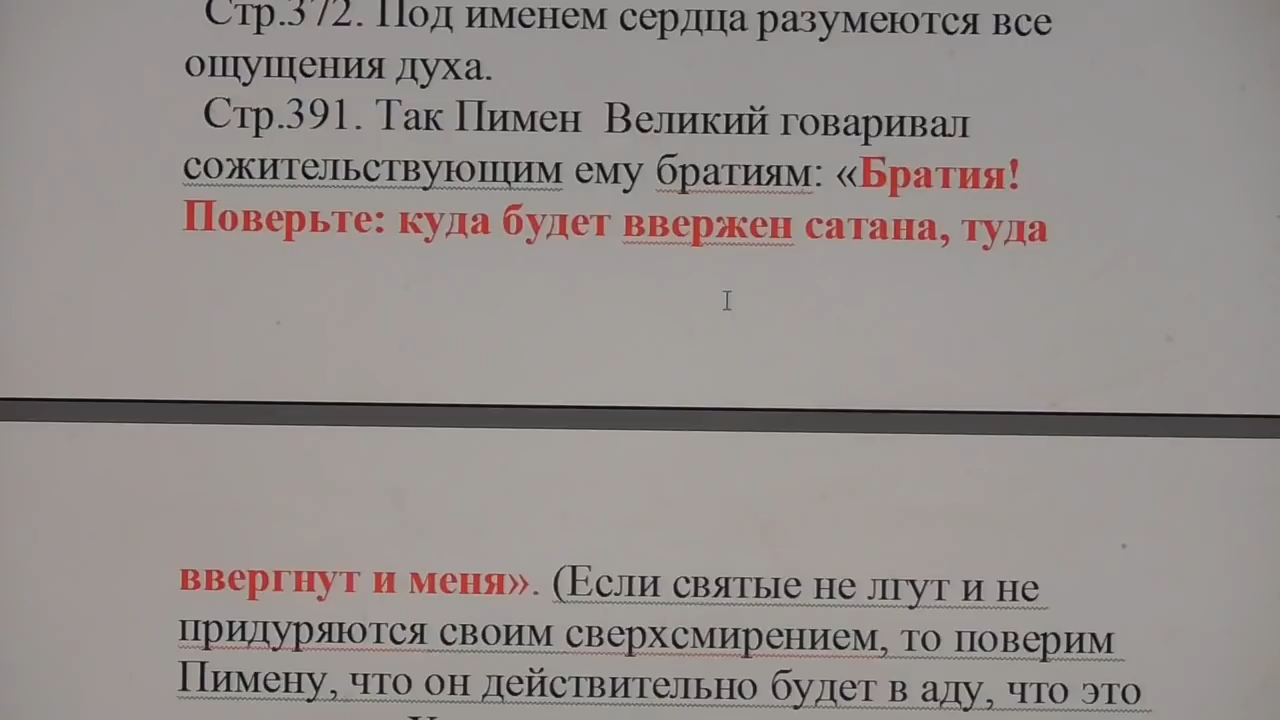 Стр.372. Под именем сердца разумеются все
ощущения духа.
Стр.391. Так Пимен Великий говаривал
сожительствующим ему братиям: «Братия!
Поверьте: куда будет ввержен сатана, туда
ввергнут и меня». (Если святые не лгут и не
придуряются своим сверхсмирением, то поверим
Пимену, что он действительно будет в аду, что это